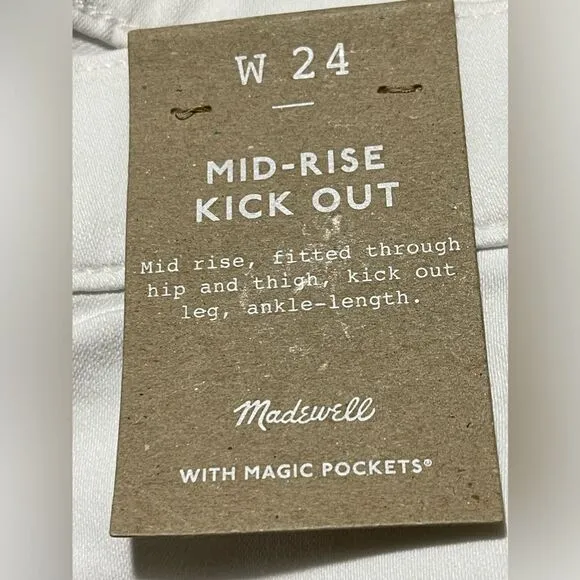 W 24
MID-RISE
KICK OUT
Mid rise, fitted through
hip and thigh, kick out
leg, ankle-length.
Madewell
WITH MAGIC POCKETS®